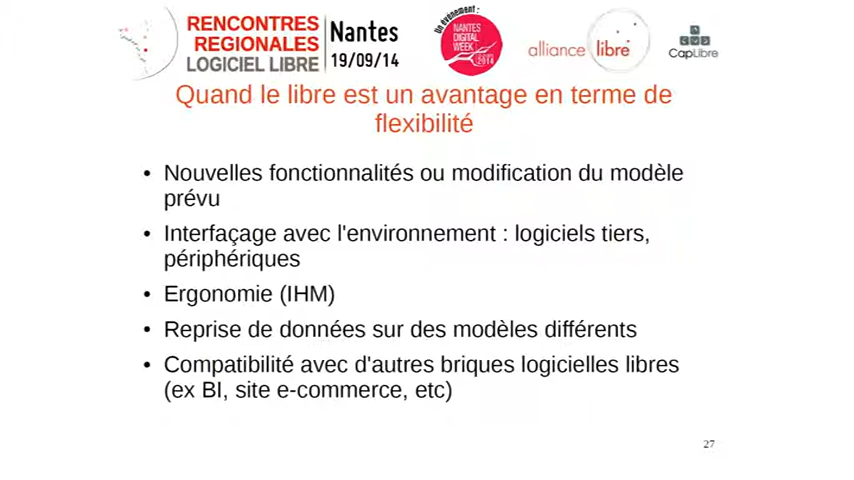 RENCONTRES
REGIONALES
LOGICIEL LIBRE
Nantes
19/09/14
Un événement :
NANTES
DIGITAL
WEEK
2014
alliance libre
CapLibre
Quand le libre est un avantage en terme de
flexibilité
• Nouvelles fonctionnalités ou modification du modèle
prévu
• Interfaçage avec l'environnement : logiciels tiers,
périphériques
• Ergonomie (IHM)
• Reprise de données sur des modèles différents
• Compatibilité avec d'autres briques logicielles libres
(ex BI, site e-commerce, etc)
27